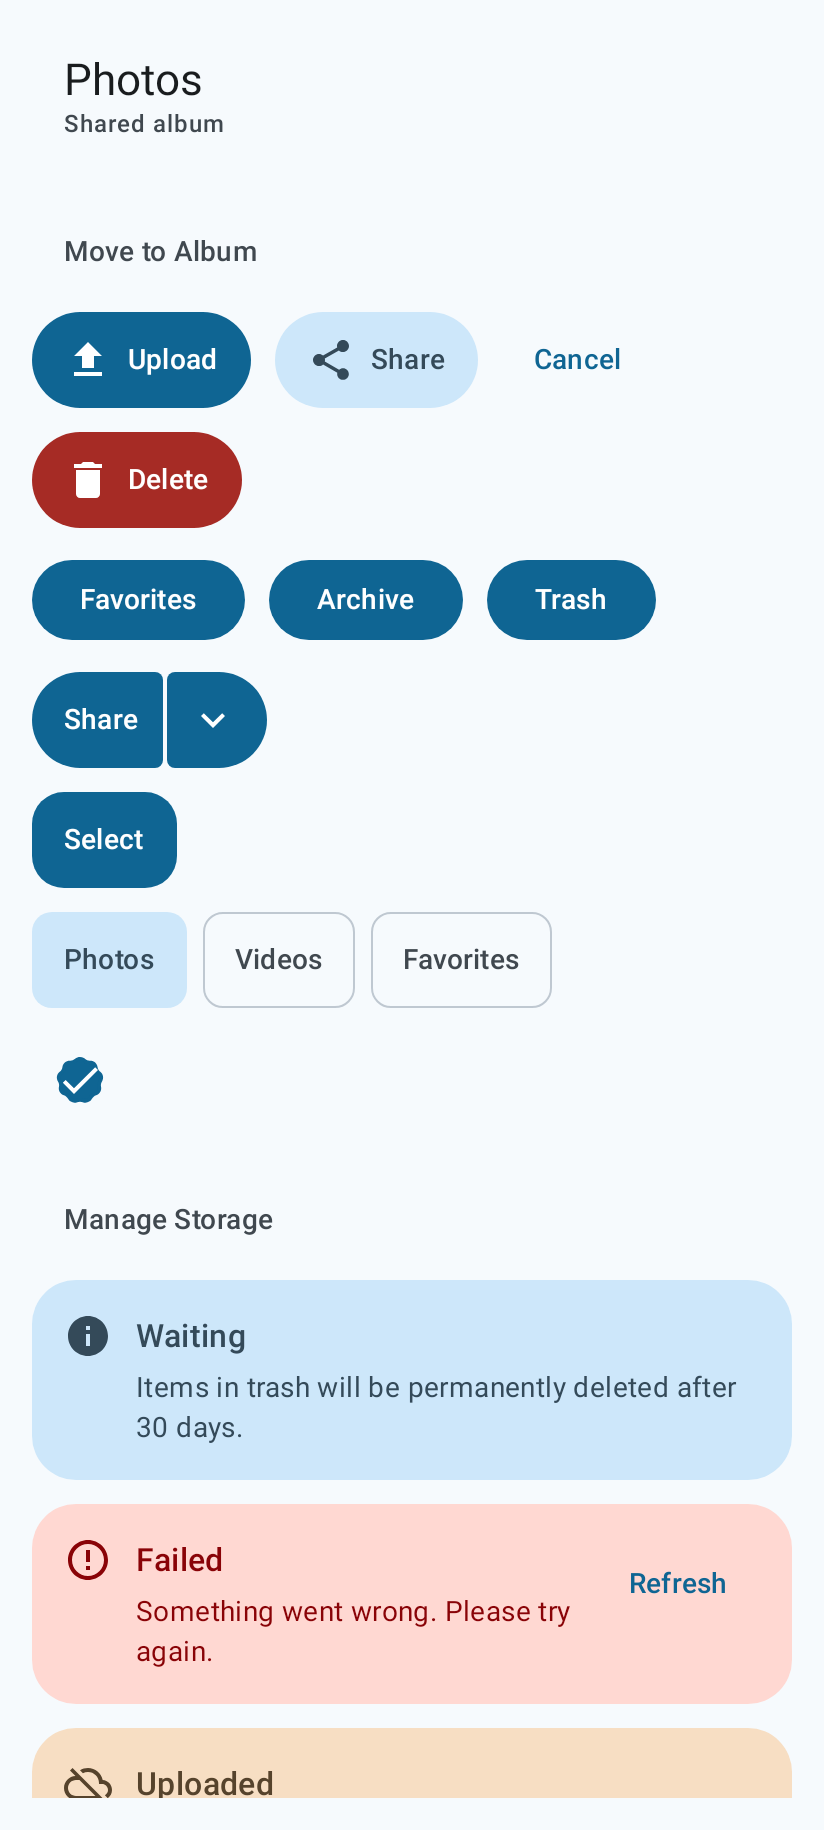 Photos
Shared album
Move to Album
Upload
Share
Cancel
Delete
Favorites
Archive
Trash
Share
Select
Photos
Videos
Favorites
Manage Storage
Waiting
Items in trash will be permanently deleted after
30 days.
Failed
Something went wrong. Please try
again.
Refresh
Uploaded